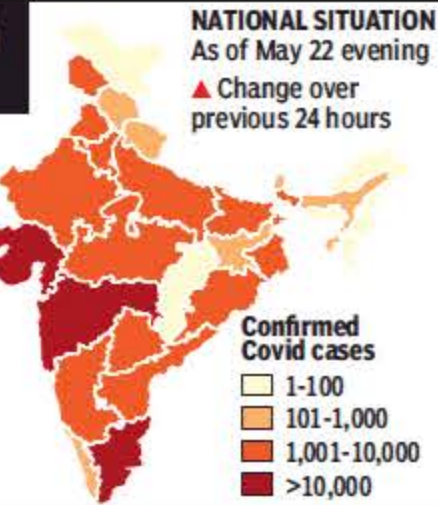 NATIONAL SITUATION
As of May 22 evening
▲ Change over
previous 24 hours
Confirmed
Covid cases
1-100
101-1,000
1,001-10,000
>10,000